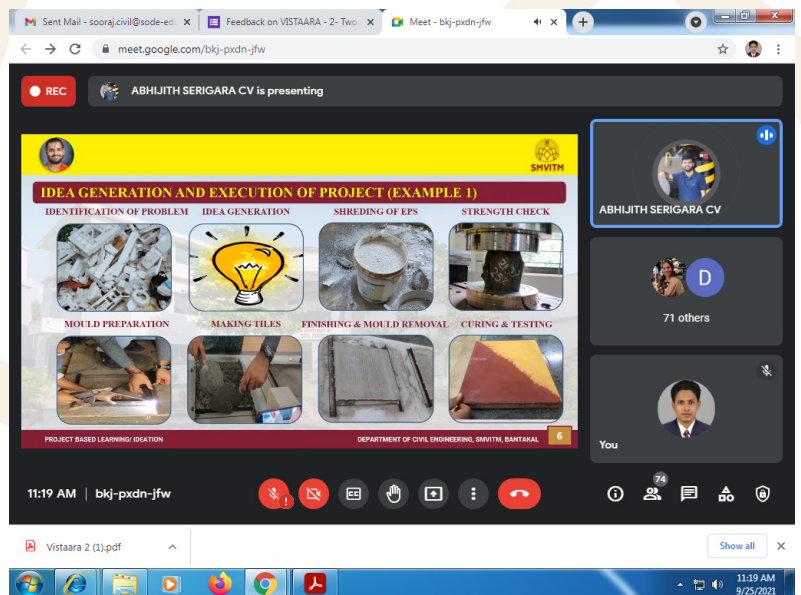 Sent Mail - sooraj.civil@sode-ed
Feedback on VISTAARA - 2- Two
Meet - bkj-pxdn-jfw
meet.google.com/bkj-pxdn-jfw
REC
ABHIJITH SERIGARA CV is presenting
SMVITM
IDEA GENERATION AND EXECUTION OF PROJECT (EXAMPLE 1)
IDENTIFICATION OF PROBLEM IDEA GENERATION SHREDING OF EPS STRENGTH CHECK
MOULD PREPARATION MAKING TILES FINISHING & MOULD REMOVAL CURING & TESTING
PROJECT BASED LEARNING/ IDEATION DEPARTMENT OF CIVIL ENGINEERING, SMVITM, BANTAKAL 6
ABHIJITH SERIGARA CV
D
71 others
You
11:19 AM | bkj-pxdn-jfw
CC
74
Vistaara 2 (1).pdf
Show all
11:19 AM
9/25/2021